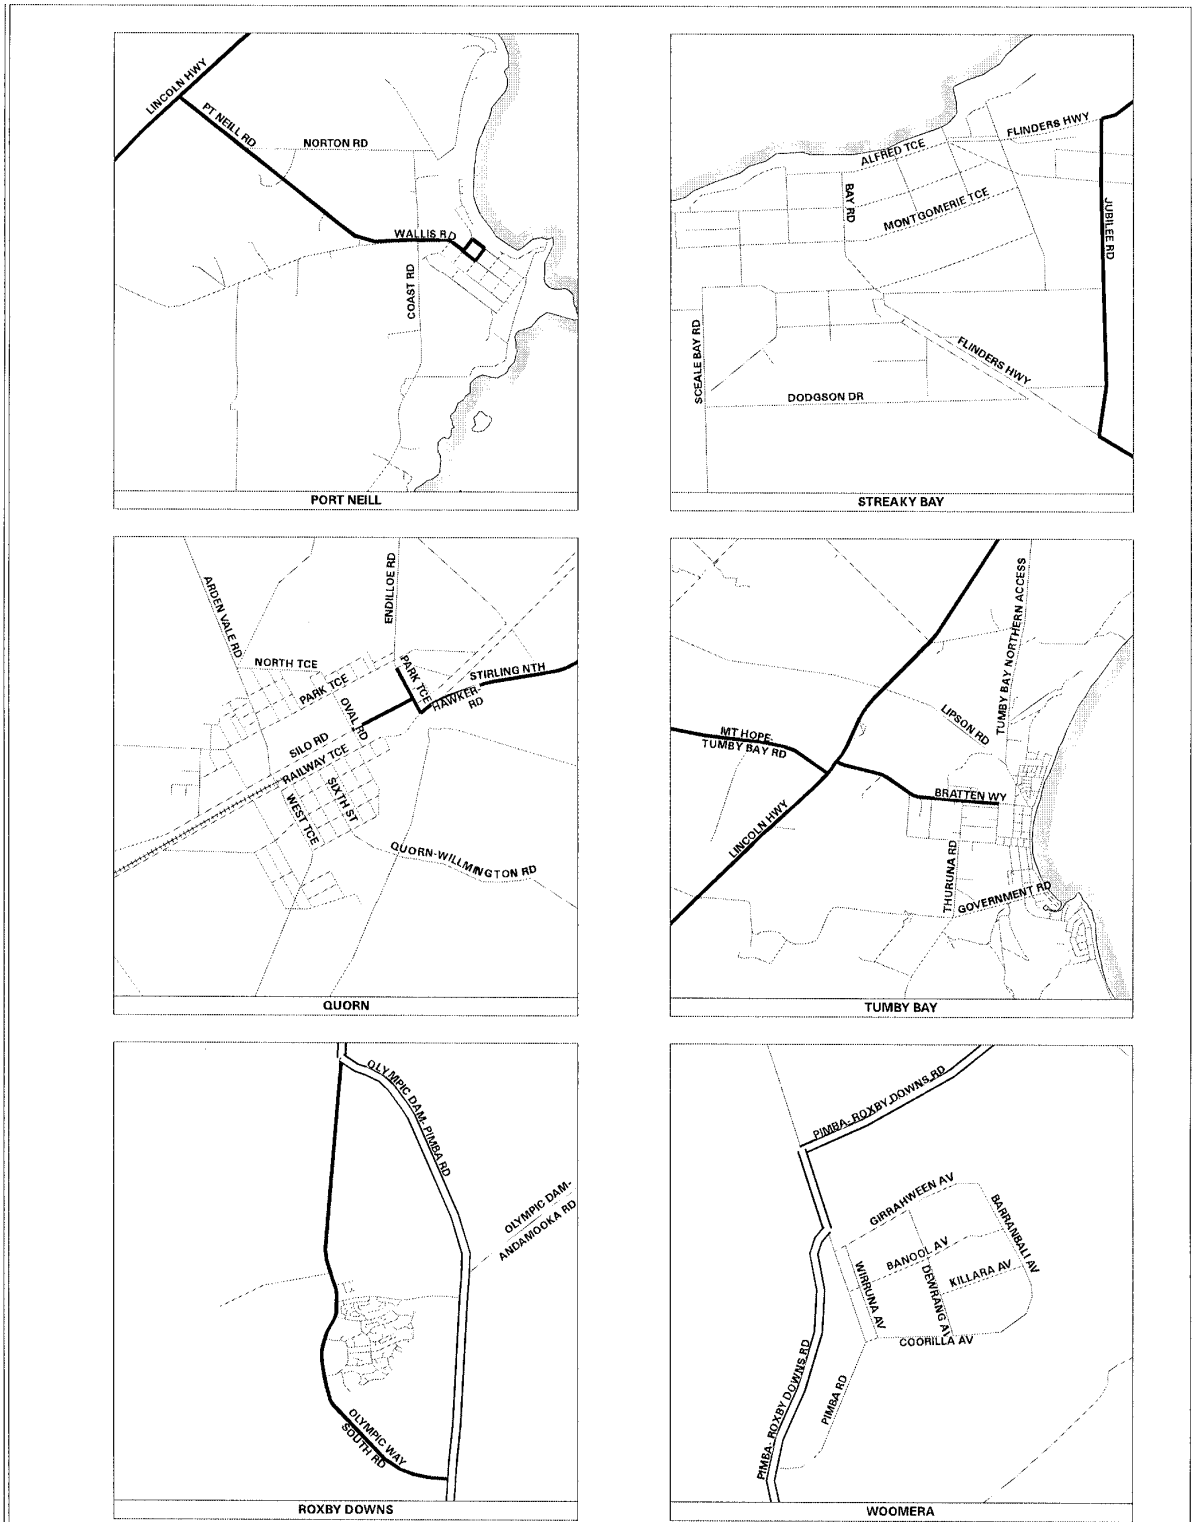 LINCOLN HWY
PT NEILL RD
NORTON RD
WALLIS RD
COAST RD
PORT NEILL
FLINDERS HWY
ALFRED TCE
BAY RD
MONTGOMERIE TCE
JUBILEE RD
SCEALE BAY RD
FLINDERS HWY
DODGSON DR
STREAKY BAY
ARDEN VALE RD
ENDILLOE RD
NORTH TCE
PARK TCE
PARK TCE
STIRLING NTH
HAWKER-
RD
OVAL RD
SILO RD
RAILWAY TCE
SIXTH ST
WEST TCE
QUORN-WILLMINGTON RD
QUORN
TUMBY BAY NORTHERN ACCESS
LIPSON RD
MT HOPE-
TUMBY BAY RD
BRATTEN WY
LINCOLN HWY
THURUNA RD
GOVERNMENT RD
TUMBY BAY
OLYMPIC DAM-PIMBA RD
OLYMPIC DAM-
ANDAMOOKA RD
OLYMPIC WAY
SOUTH RD
ROXBY DOWNS
PIMBA-ROXBY DOWNS RD
GIRRAHWEEN AV
BARRANBALI AV
BANOOL AV
KILLARA AV
WIRRUNA AV
DEWRANG AV
COORILLA AV
PIMBA RD
PIMBA-ROXBY DOWNS RD
WOOMERA